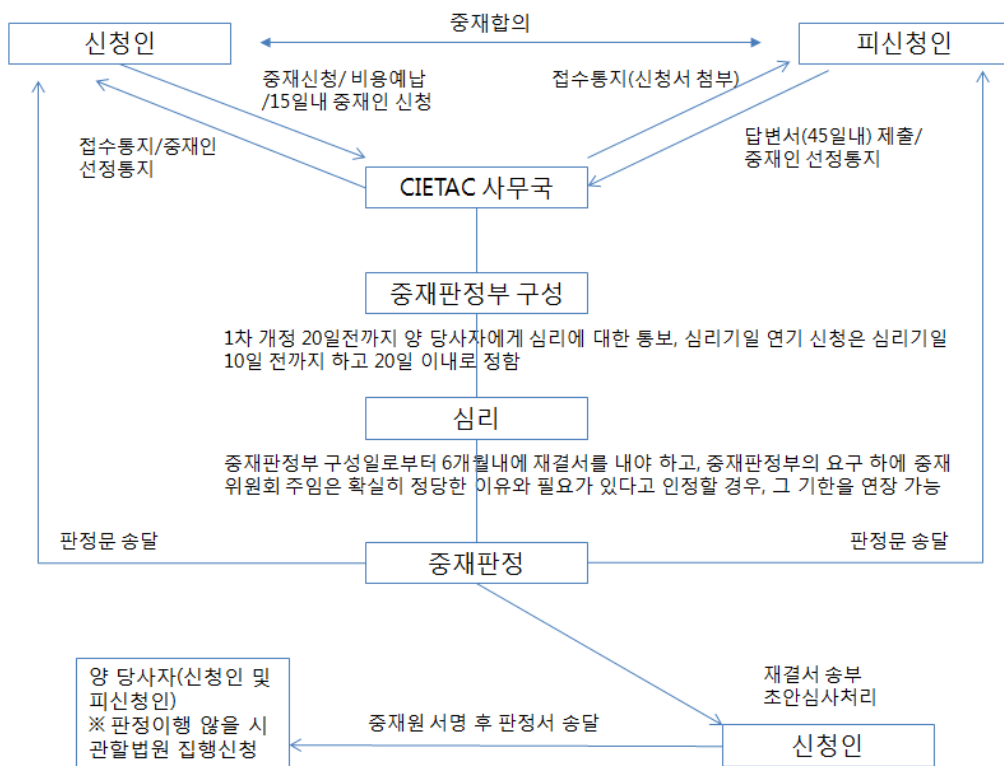 중재합의
신청인
피신청인
중재신청/ 비용예납
/15일내 중재인 신청
접수통지(신청서 첨부)
접수통지/중재인
선정통지
답변서(45일내) 제출/
중재인 선정통지
CIETAC 사무국
중재판정부 구성
1차 개정 20일전까지 양 당사자에게 심리에 대한 통보, 심리기일 연기 신청은 심리기일
10일 전까지 하고 20일 이내로 정함
심리
중재판정부 구성일로부터 6개월내에 재결서를 내야 하고, 중재판정부의 요구 하에 중재
위원회 주임은 확실히 정당한 이유와 필요가 있다고 인정할 경우, 그 기한을 연장 가능
판정문 송달
판정문 송달
중재판정
양 당사자(신청인 및
피신청인)
※ 판정이행 않을 시
관할법원 집행신청
재결서 송부
초안심사처리
중재원 서명 후 판정서 송달
신청인